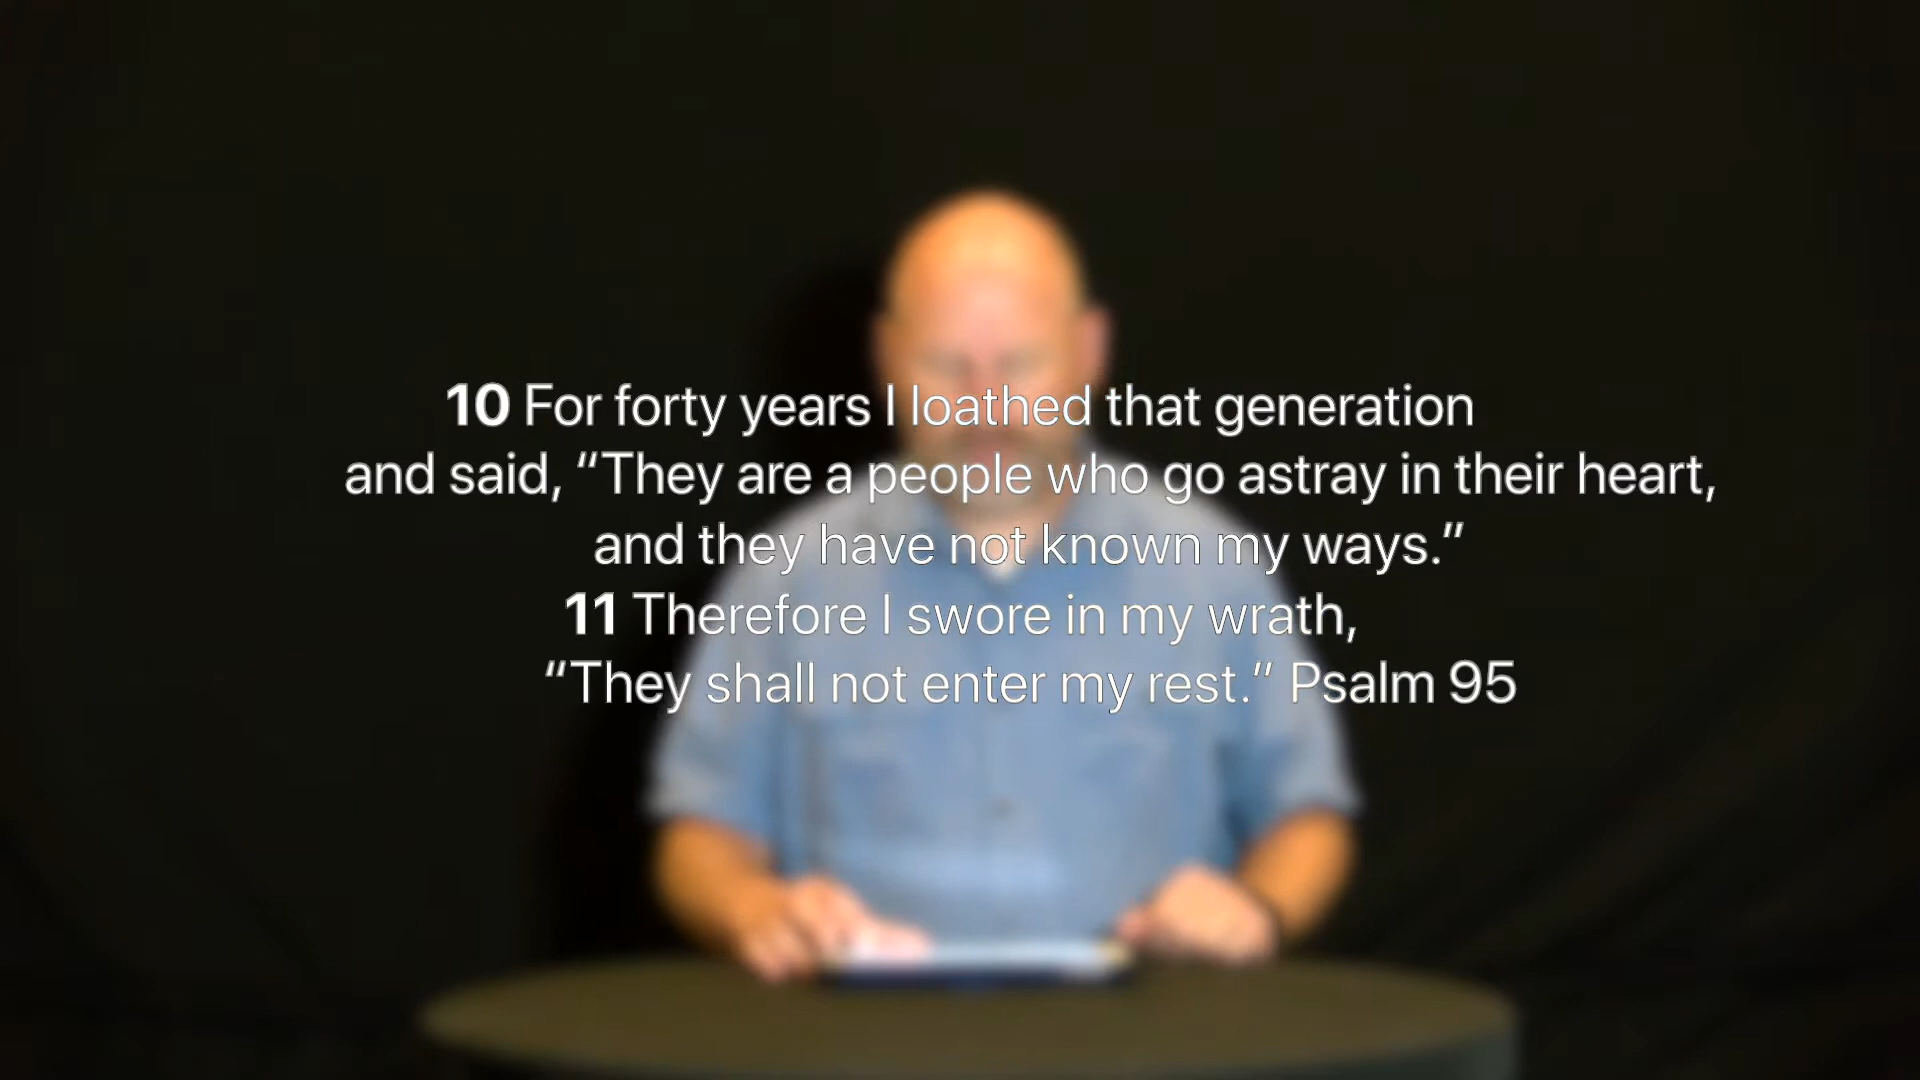 10 For forty years I loathed that generation
and said, “They are a people who go astray in their heart,
and they have not known my ways.”
11 Therefore I swore in my wrath,
“They shall not enter my rest.” Psalm 95